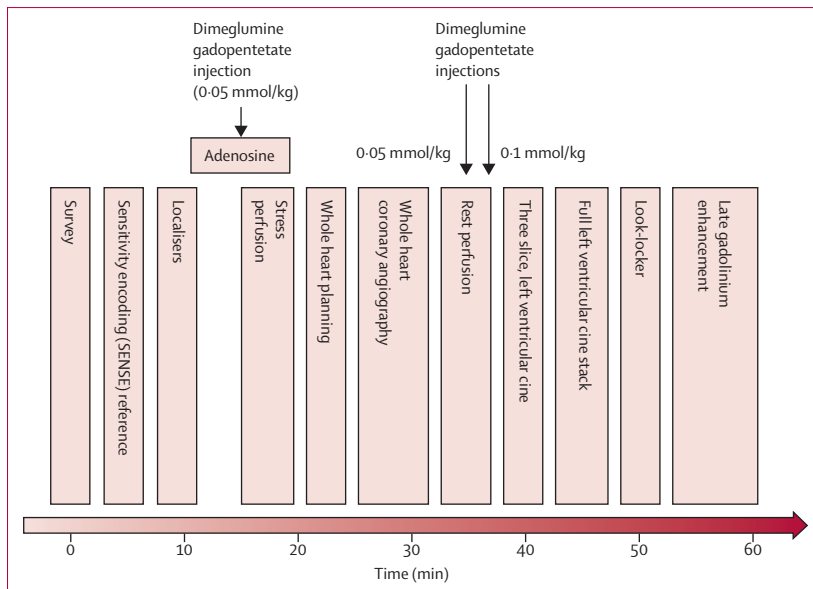 Dimeglumine
gadopentetate
injection
(0·05 mmol/kg)
Dimeglumine
gadopentetate
injections
Adenosine
0·05 mmol/kg
0·1 mmol/kg
Survey
Sensitivity encoding (SENSE) reference
Localisers
Stress
perfusion
Whole heart planning
Whole heart
coronary angiography
Rest perfusion
Three slice, left ventricular cine
Full left ventricular cine stack
Look-locker
Late gadolinium
enhancement
0 10 20 30 40 50 60
Time (min)